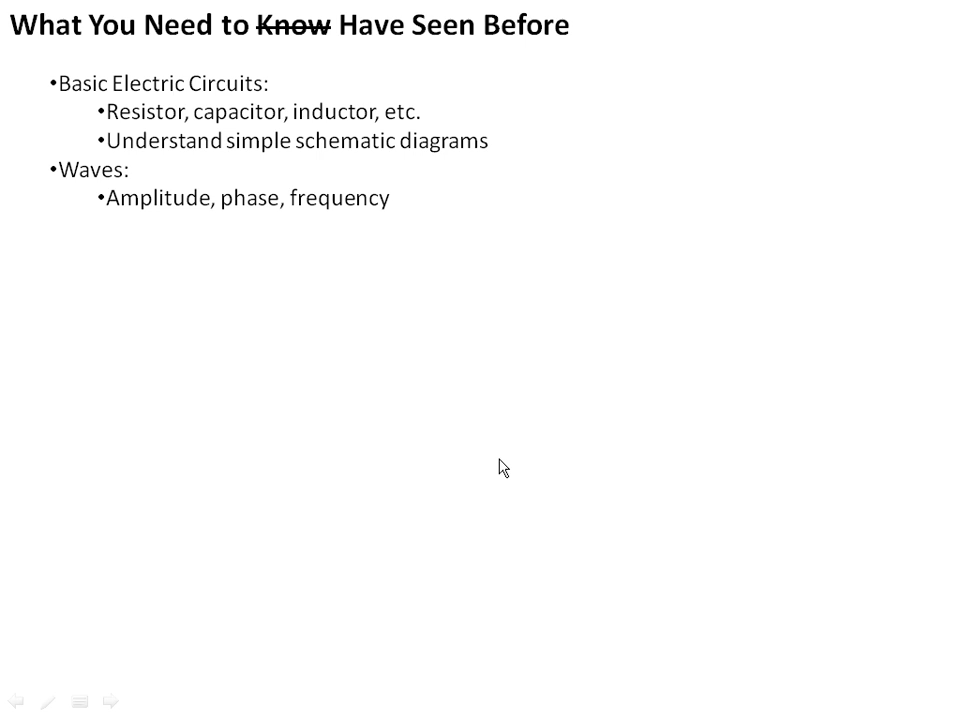 What You Need to Know Have Seen Before
•Basic Electric Circuits:
•Resistor, capacitor, inductor, etc.
•Understand simple schematic diagrams
•Waves:
•Amplitude, phase, frequency